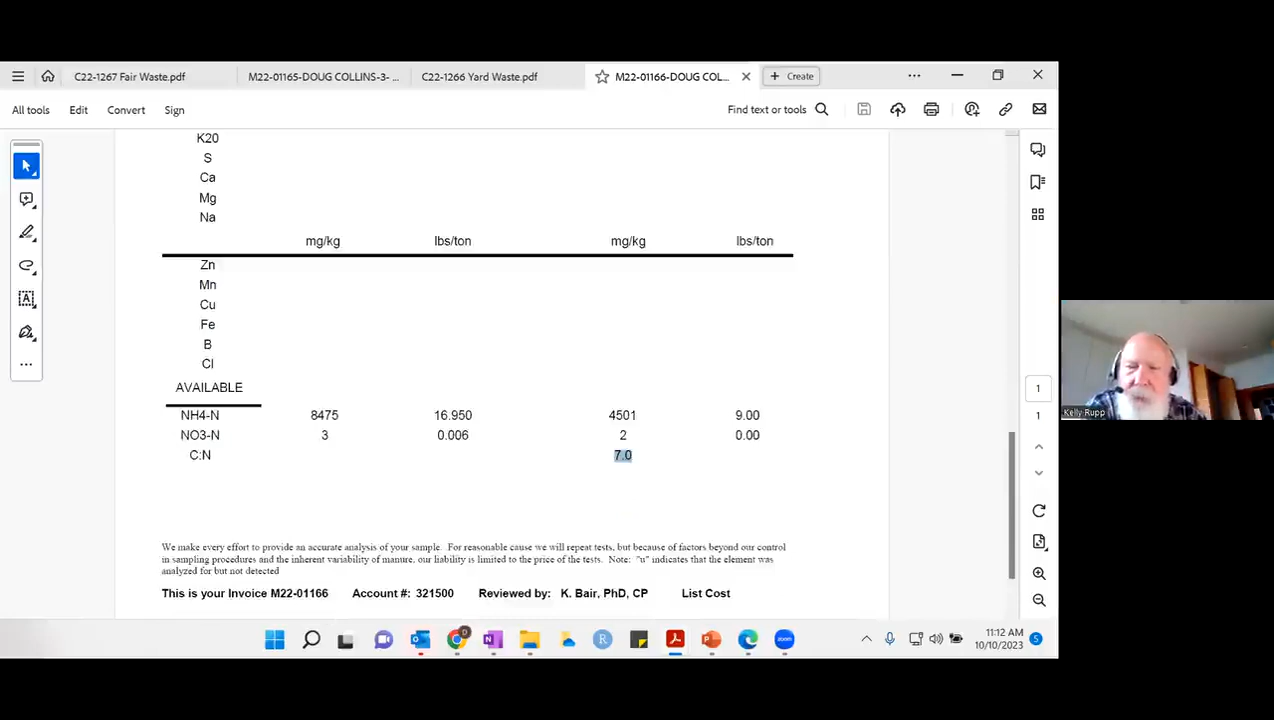 C22-1267 Fair Waste.pdf
M22-01165-DOUG COLLINS-3- ...
C22-1266 Yard Waste.pdf
M22-01166-DOUG COL...
Create
All tools
Edit
Convert
Sign
Find text or tools
K20
S
Ca
Mg
Na
mg/kg lbs/ton mg/kg lbs/ton
Zn
Mn
Cu
Fe
B
Cl
AVAILABLE
NH4-N 8475 16.950 4501 9.00
NO3-N 3 0.006 2 0.00
C:N 7.0
We make every effort to provide an accurate analysis of your sample. For reasonable cause we will repeat tests, but because of factors beyond our control
in sampling procedures and the inherent variability of manure, our liability is limited to the price of the tests. Note: "u" indicates that the element was
analyzed for but not detected
This is your Invoice M22-01166 Account #: 321500 Reviewed by: K. Bair, PhD, CP List Cost
1
1
Kelly Rupp
D
R
zoom
11:12 AM
10/10/2023
5